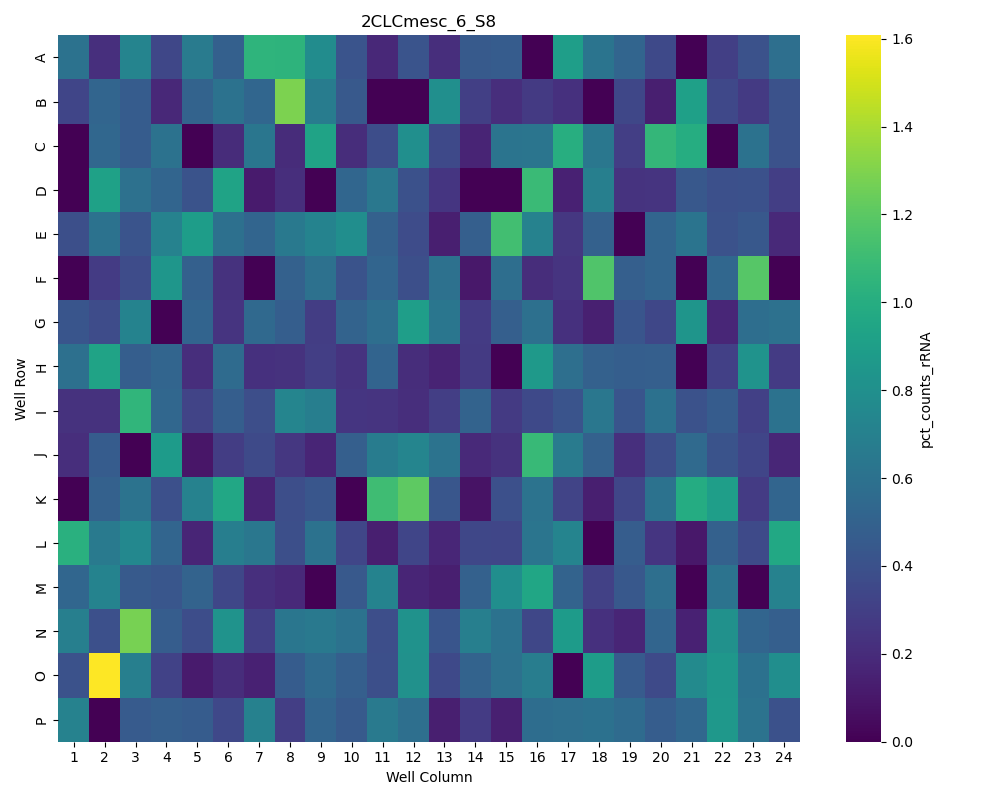 2CLCmesc_6_S8
Well Row
A
B
C
D
E
F
G
H
I
J
K
L
M
N
O
P
1 2 3 4 5 6 7 8 9 10 11 12 13 14 15 16 17 18 19 20 21 22 23 24
Well Column
1.6
1.4
1.2
1.0
0.8
0.6
0.4
0.2
0.0
pct_counts_rRNA